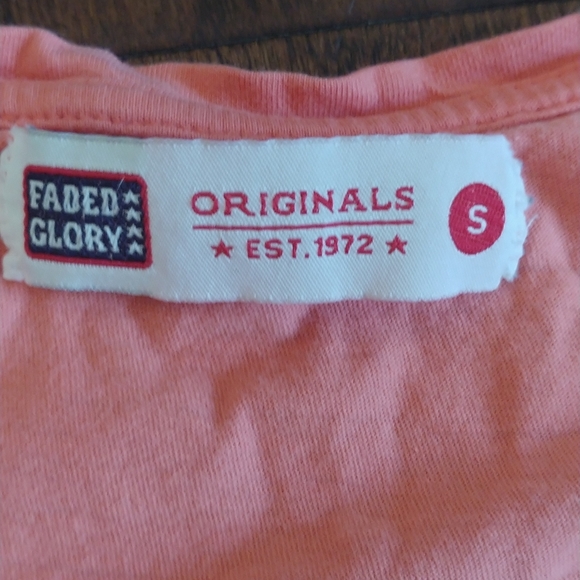 FADED
GLORY
ORIGINALS
★ EST. 1972 ★
S